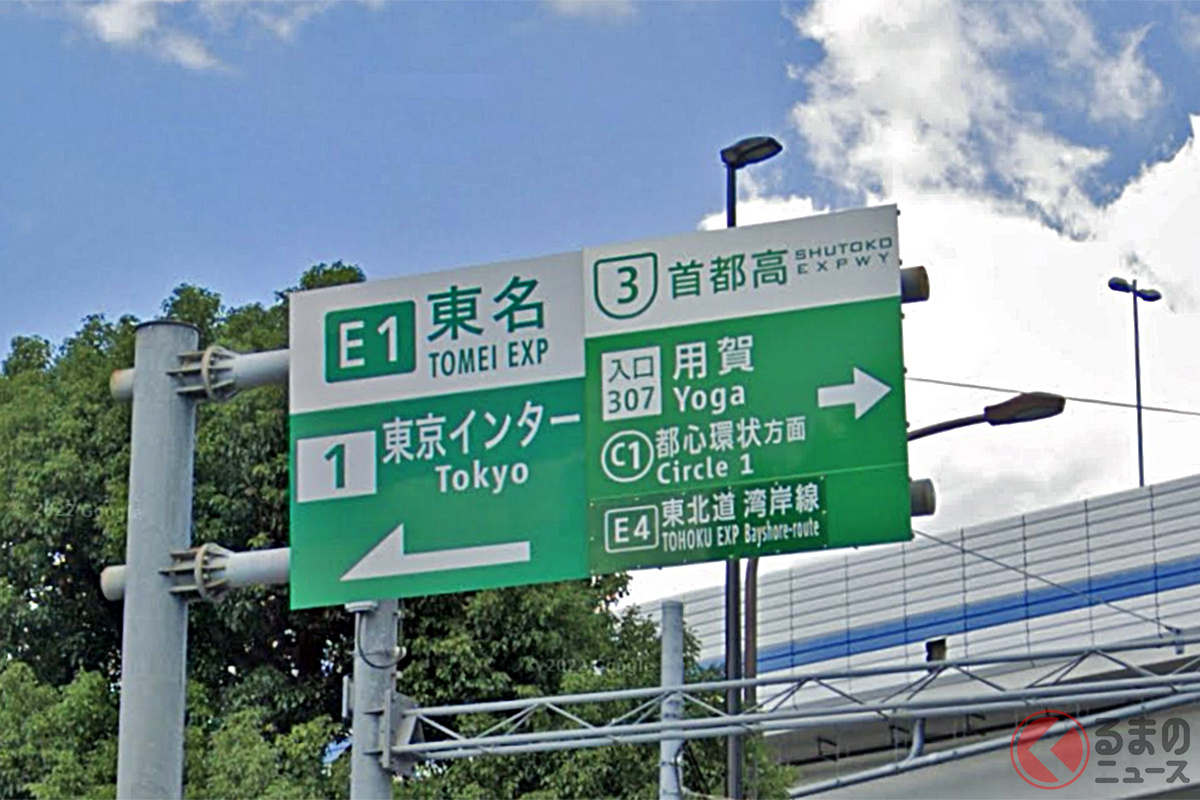 E1 東名
TOMEI EXP
1 東京インター
Tokyo
3 首都高 SHUTOKO
EXPWY
入口
307
用賀
Yoga
C1 都心環状方面
Circle 1
E4 東北道 湾岸線
TOHOKU EXP Bayshore-route
くるまの
ニュース